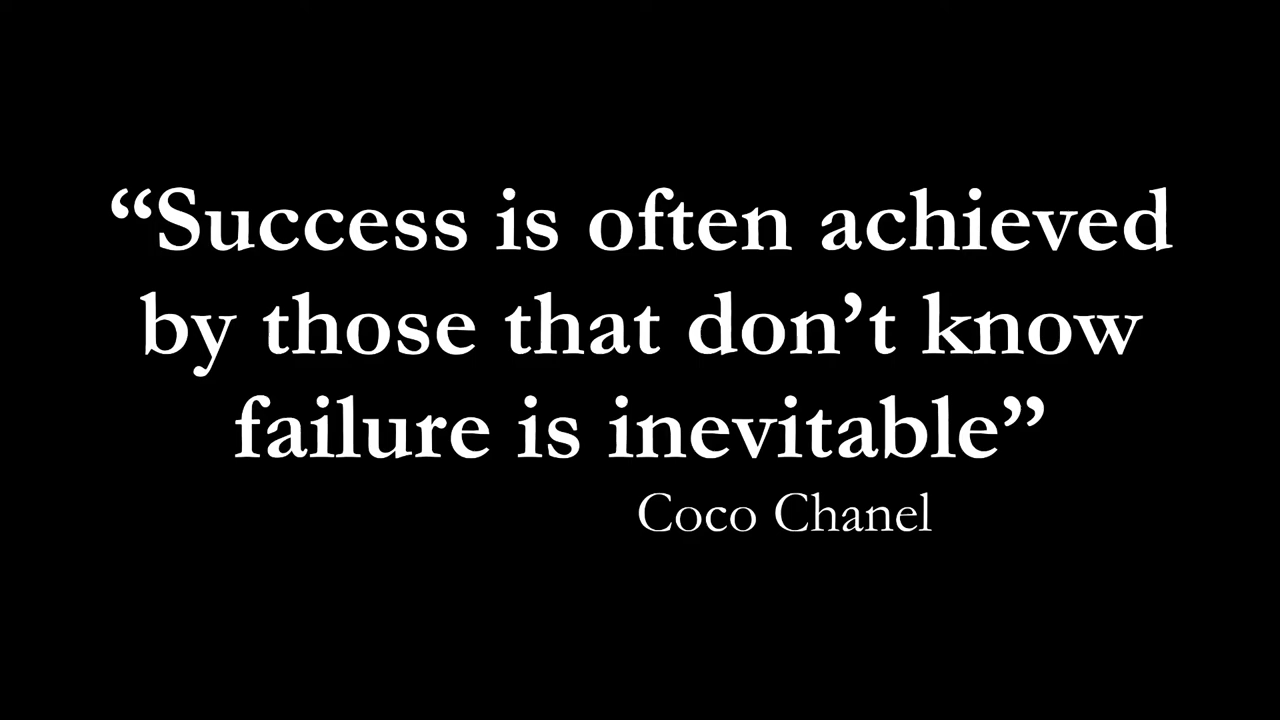 “Success is often achieved
by those that don’t know
failure is inevitable”
Coco Chanel